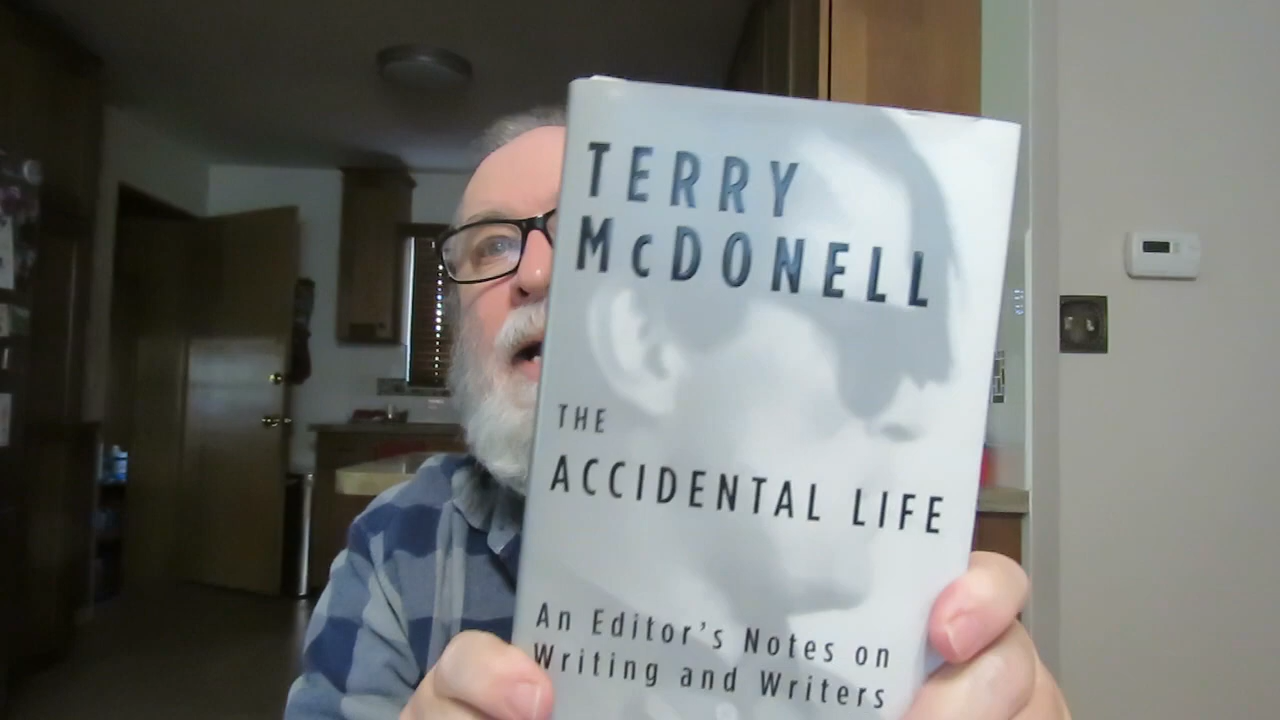 TERRY
McDONELL
THE
ACCIDENTAL LIFE
An Editor's Notes on
Writing and Writers